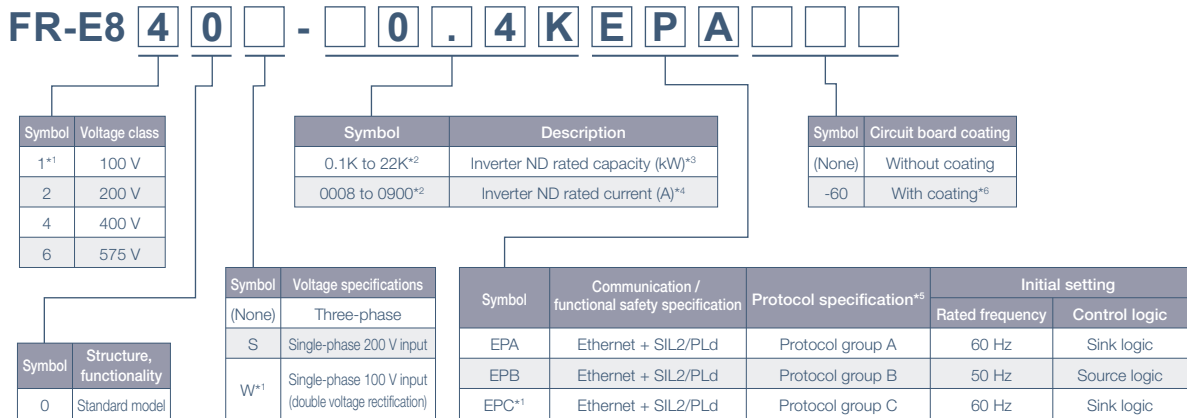 FR-E8 4 0 - 0 . 4 K E P A
Symbol Voltage class
1*1 100 V
2 200 V
4 400 V
6 575 V
Symbol Structure, functionality
0 Standard model
Symbol Voltage specifications
(None) Three-phase
S Single-phase 200 V input
W*1 Single-phase 100 V input
(double voltage rectification)
Symbol Description
0.1K to 22K*2 Inverter ND rated capacity (kW)*3
0008 to 0900*2 Inverter ND rated current (A)*4
Symbol Circuit board coating
(None) Without coating
-60 With coating*6
Symbol Communication / functional safety specification Protocol specification*5 Initial setting
Rated frequency Control logic
EPA Ethernet + SIL2/PLd Protocol group A 60 Hz Sink logic
EPB Ethernet + SIL2/PLd Protocol group B 50 Hz Source logic
EPC*1 Ethernet + SIL2/PLd Protocol group C 60 Hz Sink logic